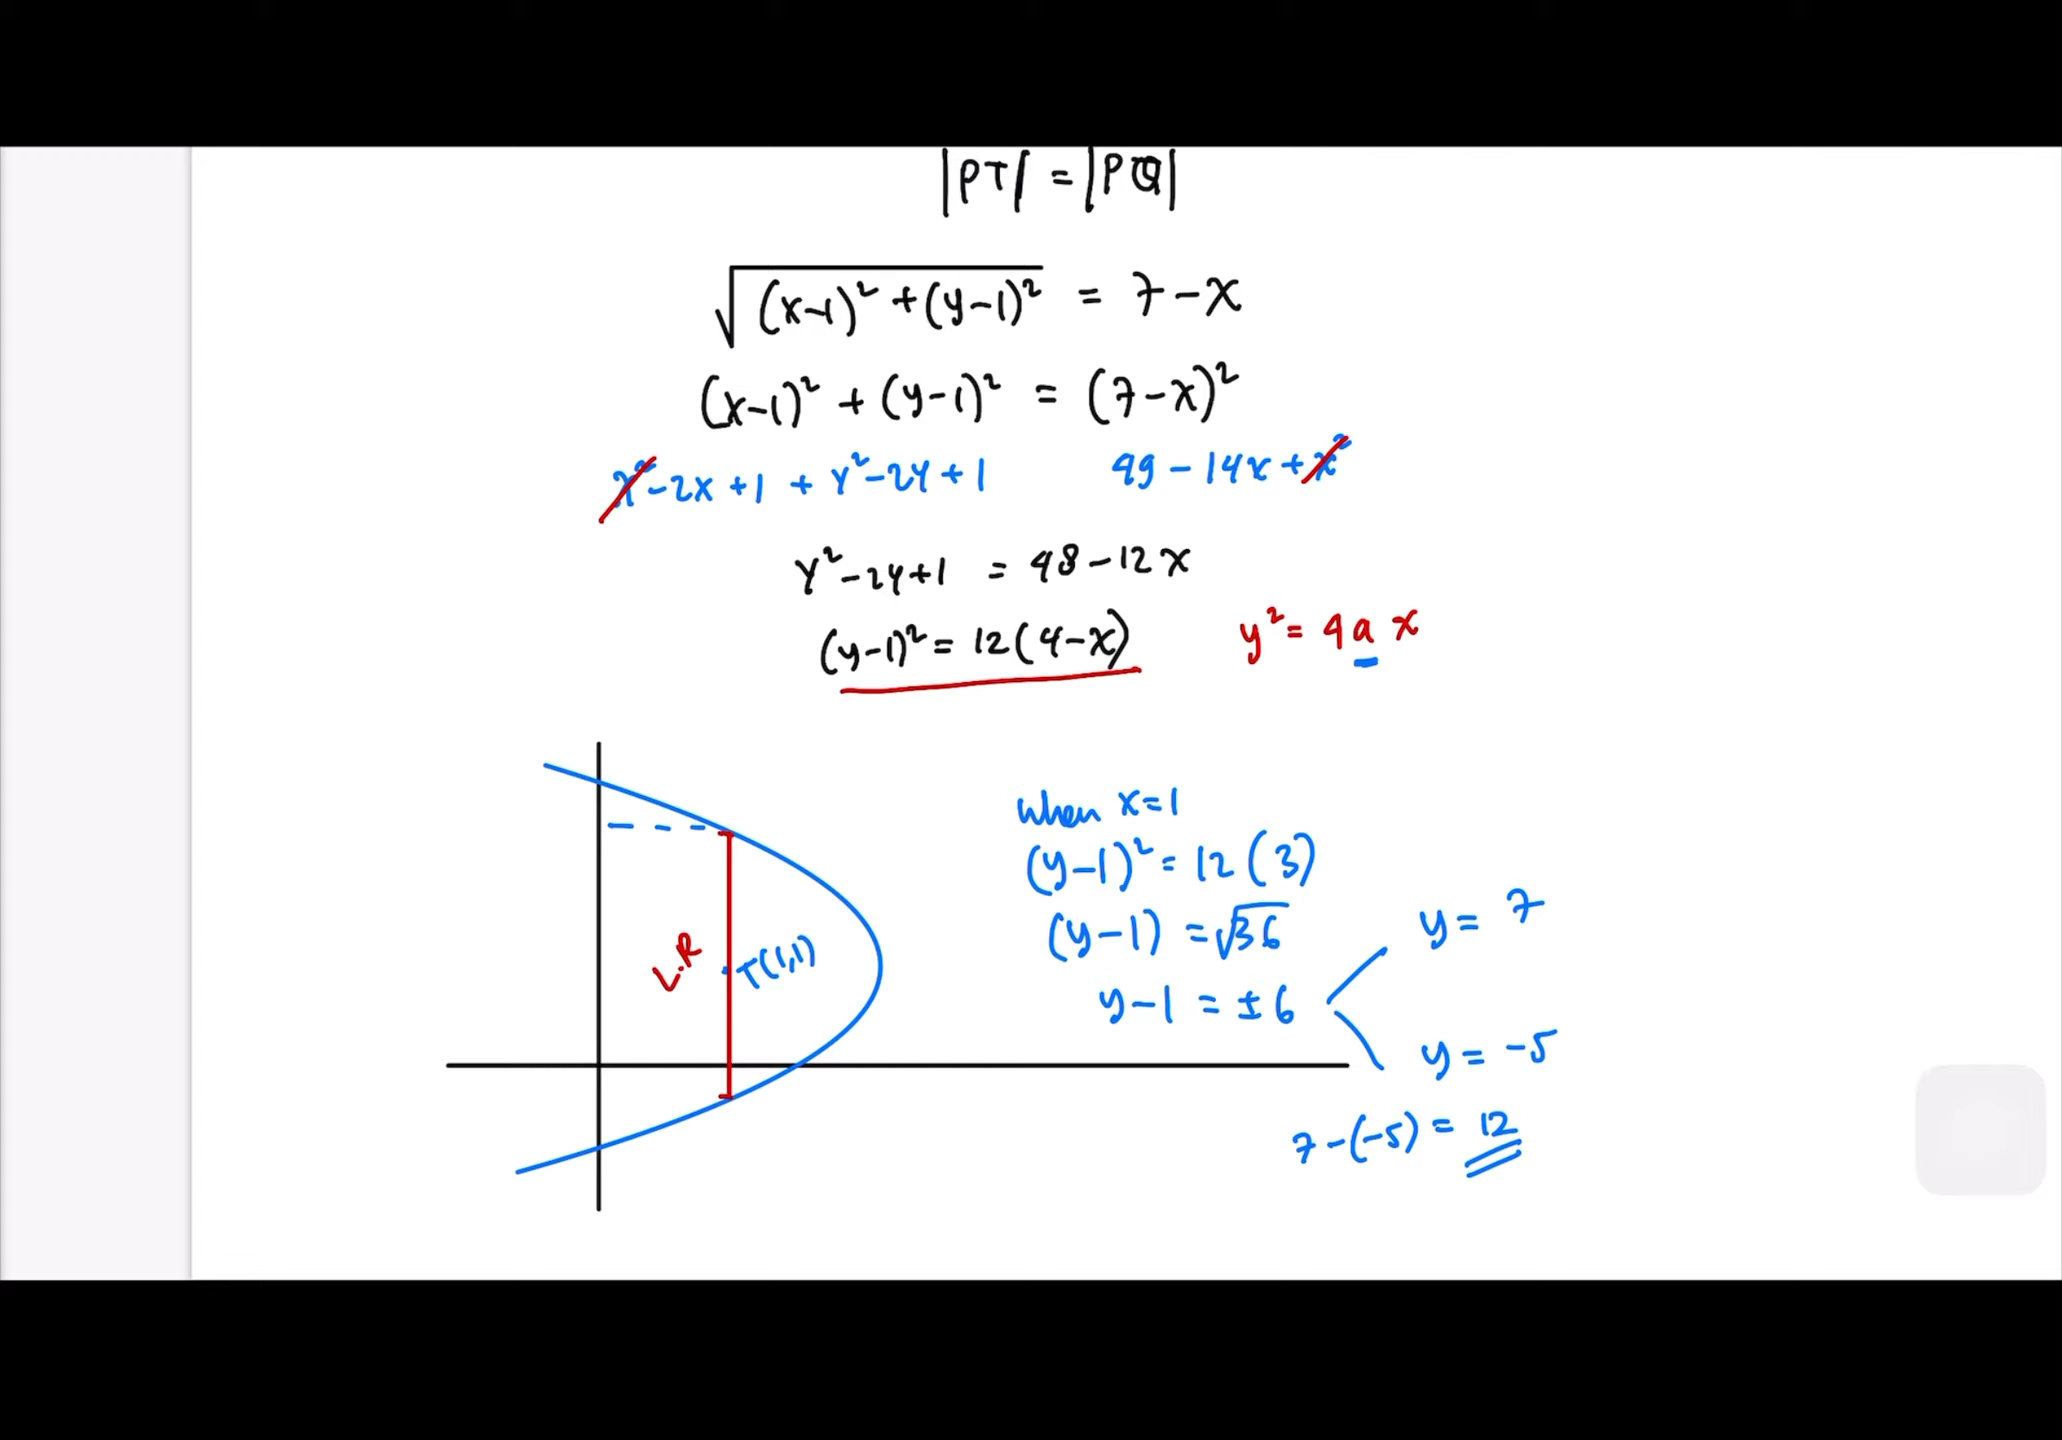 |PT| = |PQ|
√((x-1)² + (y-1)²) = 7-x
(x-1)² + (y-1)² = (7-x)²
x²-2x+1 + y²-2y+1 49-14x+x²
y²-2y+1 = 48-12x
(y-1)² = 12(4-x) y² = 4ax
when x=1
(y-1)² = 12(3)
(y-1) = √36
y-1 = ±6
y = 7
y = -5
7-(-5) = 12
L.R
T(1,1)